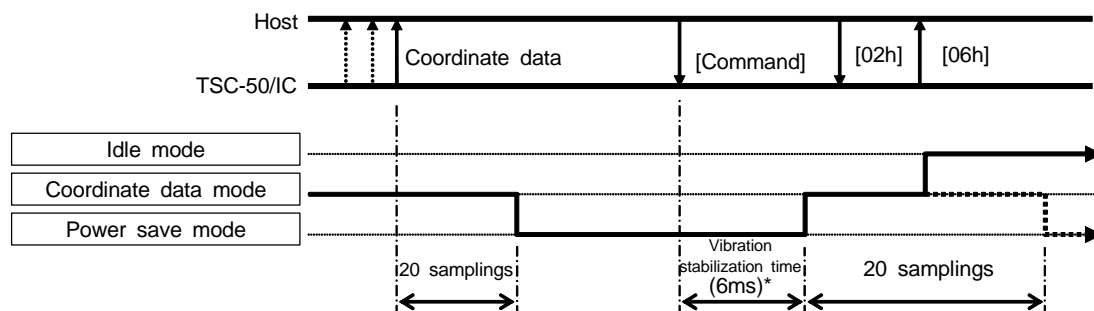 Host
Coordinate data
[Command]
[02h]
[06h]
TSC-50/IC
Idle mode
Coordinate data mode
Power save mode
20 samplings
Vibration
stabilization time
(6ms)*
20 samplings